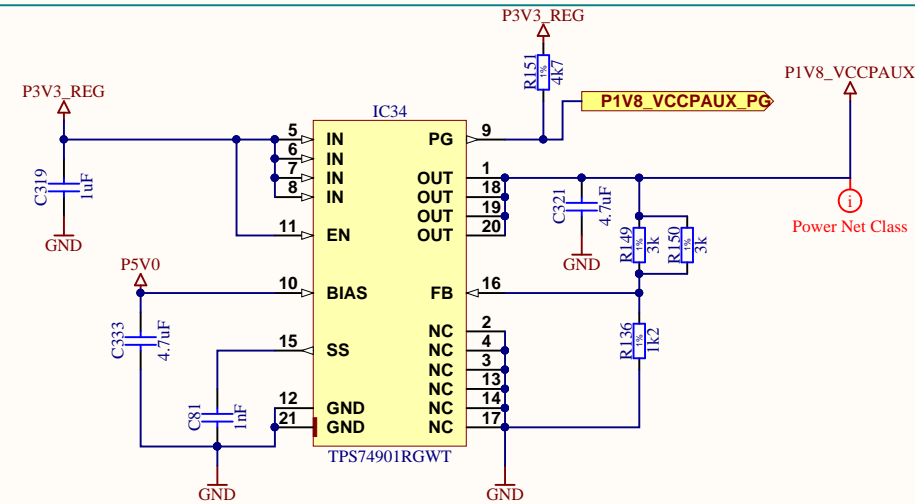 P3V3_REG
P3V3_REG
P1V8_VCCPAUX
R151
1%
4k7
P1V8_VCCPAUX_PG
IC34
C319
1uF
GND
5 IN
6 IN
7 IN
8 IN
11 EN
PG 9
OUT 1
OUT 18
OUT 19
OUT 20
C321
4.7uF
GND
R149
1%
3k
R150
1%
3k
i
Power Net Class
P5V0
10 BIAS
FB 16
C333
4.7uF
15 SS
NC 2
NC 4
NC 3
NC 13
NC 14
NC 17
R136
1%
1k2
C81
1nF
12 GND
21 GND
TPS74901RGWT
GND
GND